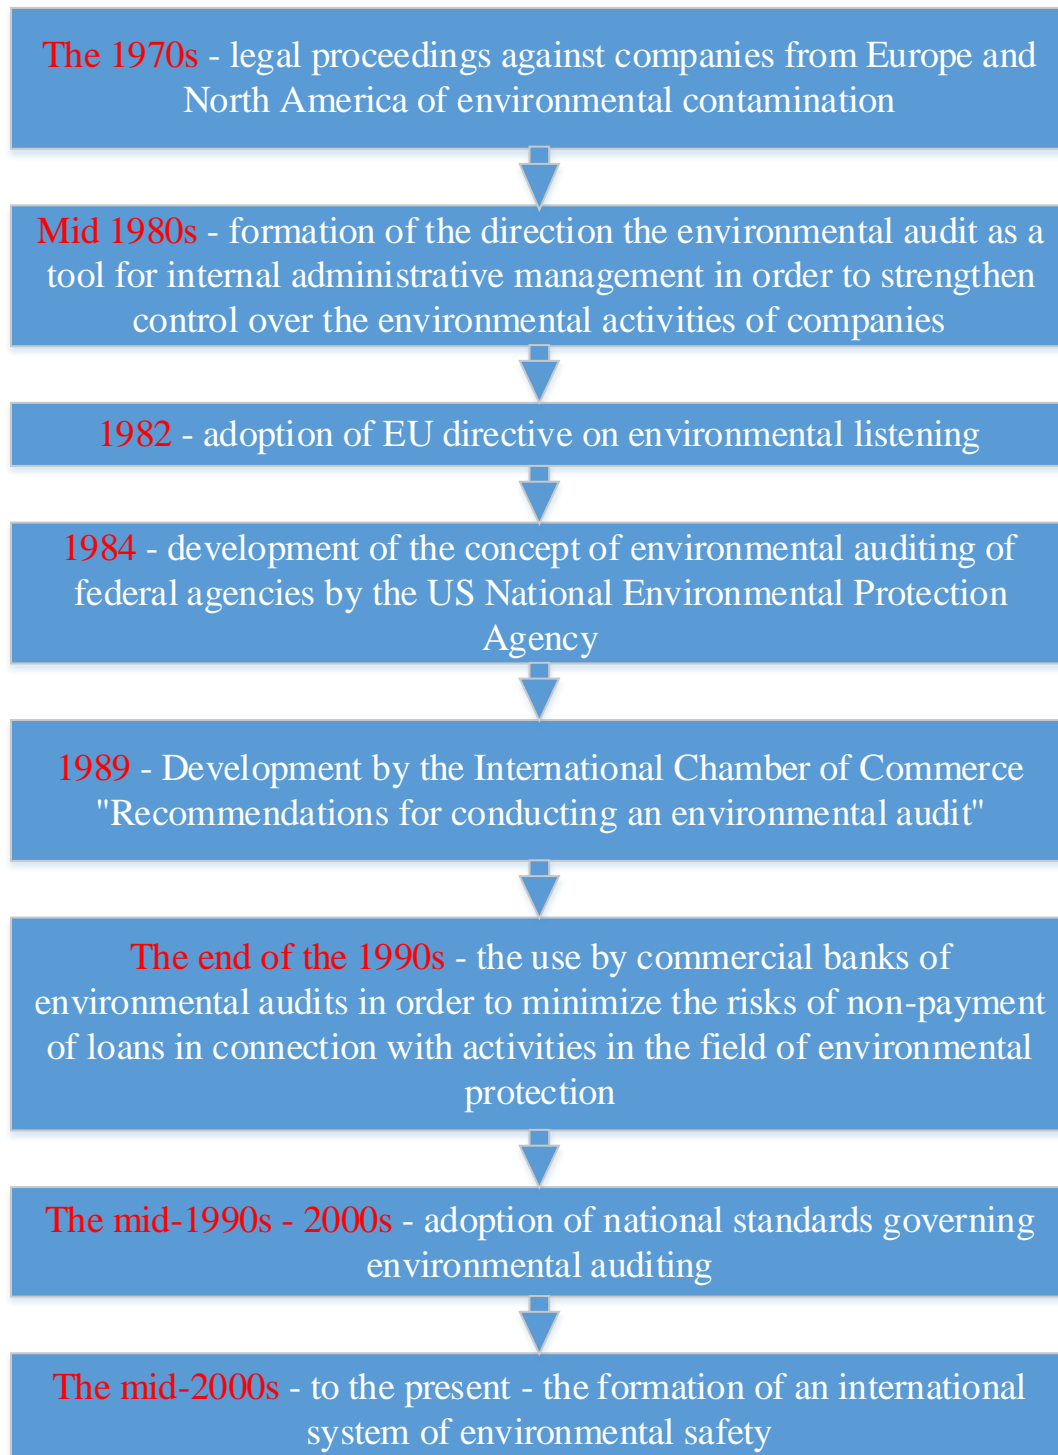 The 1970s - legal proceedings against companies from Europe and
North America of environmental contamination
Mid 1980s - formation of the direction the environmental audit as a
tool for internal administrative management in order to strengthen
control over the environmental activities of companies
1982 - adoption of EU directive on environmental listening
1984 - development of the concept of environmental auditing of
federal agencies by the US National Environmental Protection
Agency
1989 - Development by the International Chamber of Commerce
"Recommendations for conducting an environmental audit"
The end of the 1990s - the use by commercial banks of
environmental audits in order to minimize the risks of non-payment
of loans in connection with activities in the field of environmental
protection
The mid-1990s - 2000s - adoption of national standards governing
environmental auditing
The mid-2000s - to the present - the formation of an international
system of environmental safety